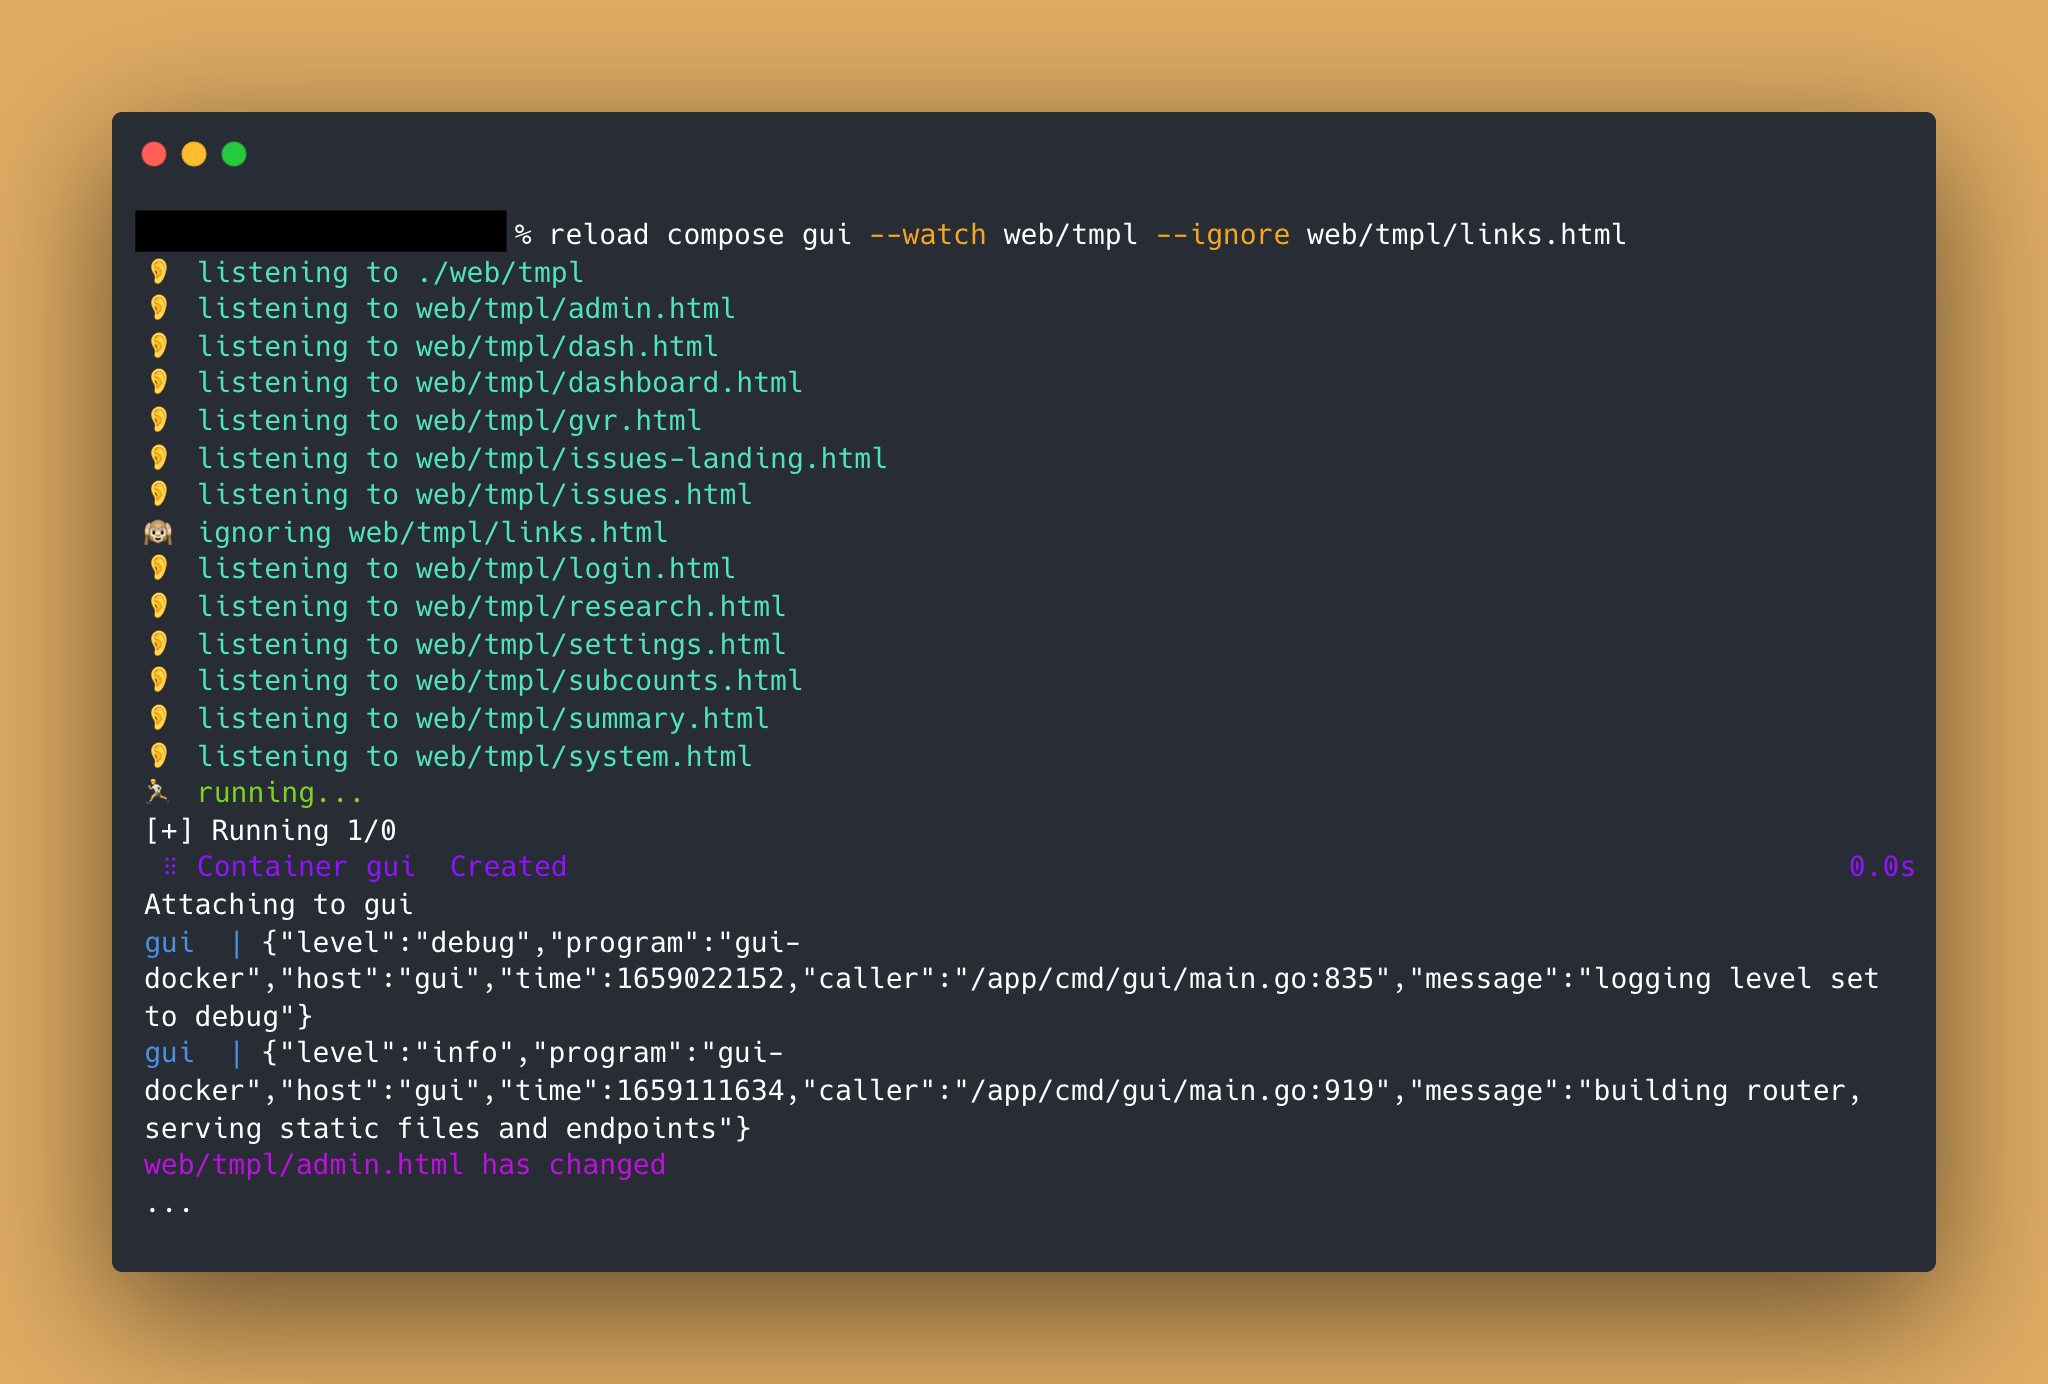 % reload compose gui --watch web/tmpl --ignore web/tmpl/links.html
👂 listening to ./web/tmpl
👂 listening to web/tmpl/admin.html
👂 listening to web/tmpl/dash.html
👂 listening to web/tmpl/dashboard.html
👂 listening to web/tmpl/gvr.html
👂 listening to web/tmpl/issues-landing.html
👂 listening to web/tmpl/issues.html
🙉 ignoring web/tmpl/links.html
👂 listening to web/tmpl/login.html
👂 listening to web/tmpl/research.html
👂 listening to web/tmpl/settings.html
👂 listening to web/tmpl/subcounts.html
👂 listening to web/tmpl/summary.html
👂 listening to web/tmpl/system.html
🏃 running...
[+] Running 1/0
⠿ Container gui  Created 0.0s
Attaching to gui
gui  | {"level":"debug","program":"gui-
docker","host":"gui","time":1659022152,"caller":"/app/cmd/gui/main.go:835","message":"logging level set
to debug"}
gui  | {"level":"info","program":"gui-
docker","host":"gui","time":1659111634,"caller":"/app/cmd/gui/main.go:919","message":"building router,
serving static files and endpoints"}
web/tmpl/admin.html has changed
...